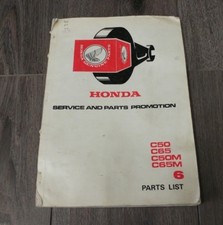 HONDA
SERVICE AND PARTS PROMOTION
C50
C65
C50M
C65M
6
PARTS LIST